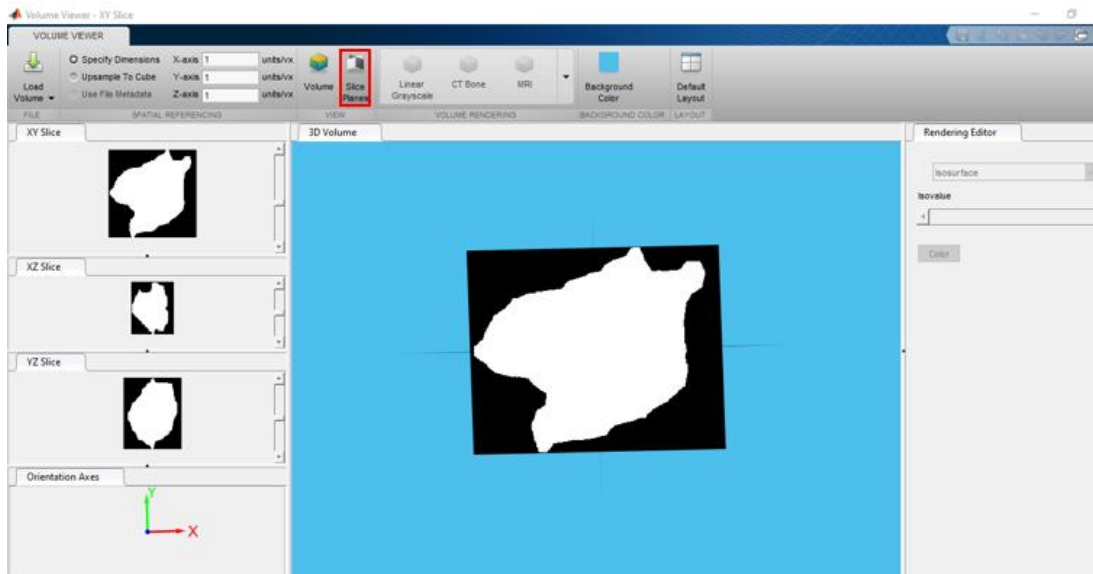 Volume Viewer - XY Slice
VOLUME VIEWER
Load Volume
Specify Dimensions
Upsample To Cube
Use File Metadata
X-axis 1 units/vx
Y-axis 1 units/vx
Z-axis 1 units/vx
Volume
Slice Planes
Linear Grayscale
CT Bone
MRI
Background Color
Default Layout
FILE
SPATIAL REFERENCING
VIEW
VOLUME RENDERING
BACKGROUND COLOR
LAYOUT
XY Slice
3D Volume
Rendering Editor
Isosurface
Isovalue
Color
XZ Slice
YZ Slice
Orientation Axes
Y
X